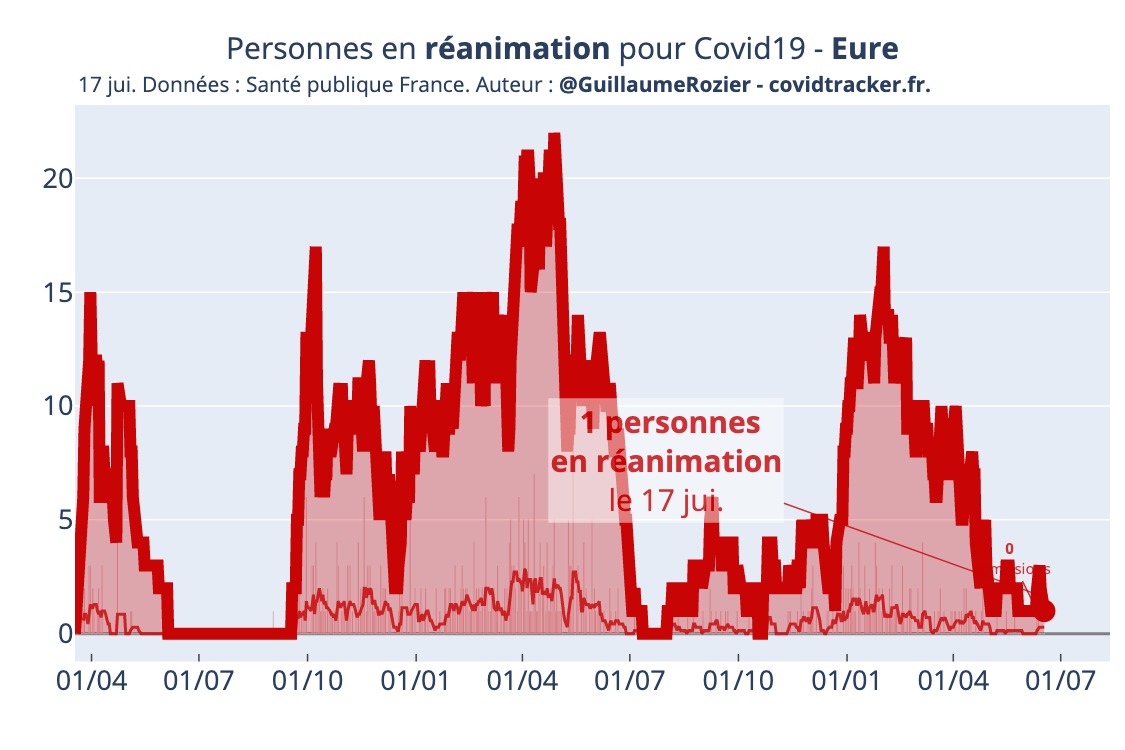 Personnes en réanimation pour Covid19 - Eure
17 jui. Données : Santé publique France. Auteur : @GuillaumeRozier - covidtracker.fr.
20
15
10
5
0
1 personnes
en réanimation
le 17 jui.
0
01/04 01/07 01/10 01/01 01/04 01/07 01/10 01/01 01/04 01/07